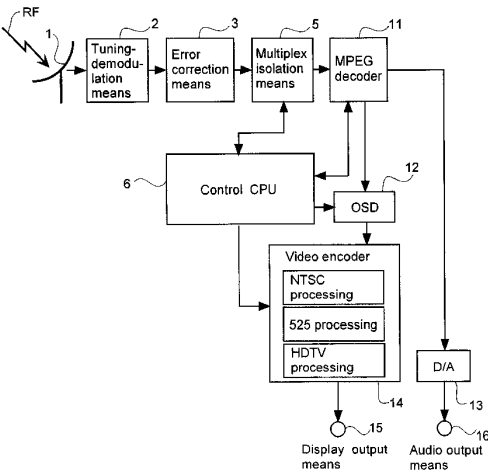 RF
1
2
3
5
11
Tuning-
demodu-
lation
means
Error
correction
means
Multiplex
isolation
means
MPEG
decoder
6
Control CPU
12
OSD
Video encoder
NTSC
processing
525 processing
HDTV
processing
14
D/A
13
15
16
Display output
means
Audio output
means